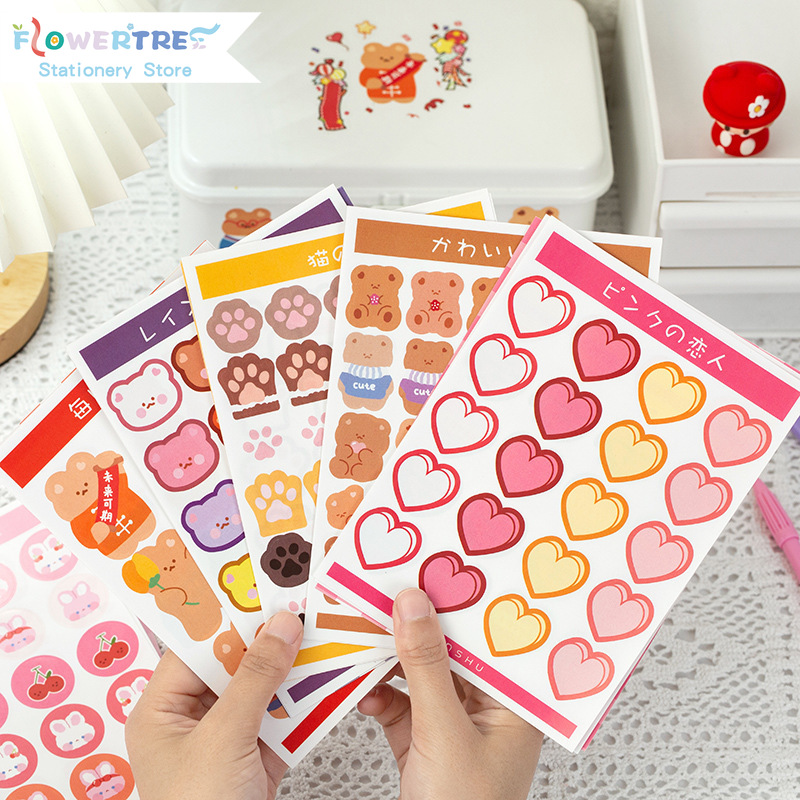 FLOWERTREE
Stationery Store
毎
レイン
猫の
かわいい
ピンクの恋人
未来可期
cute
cute